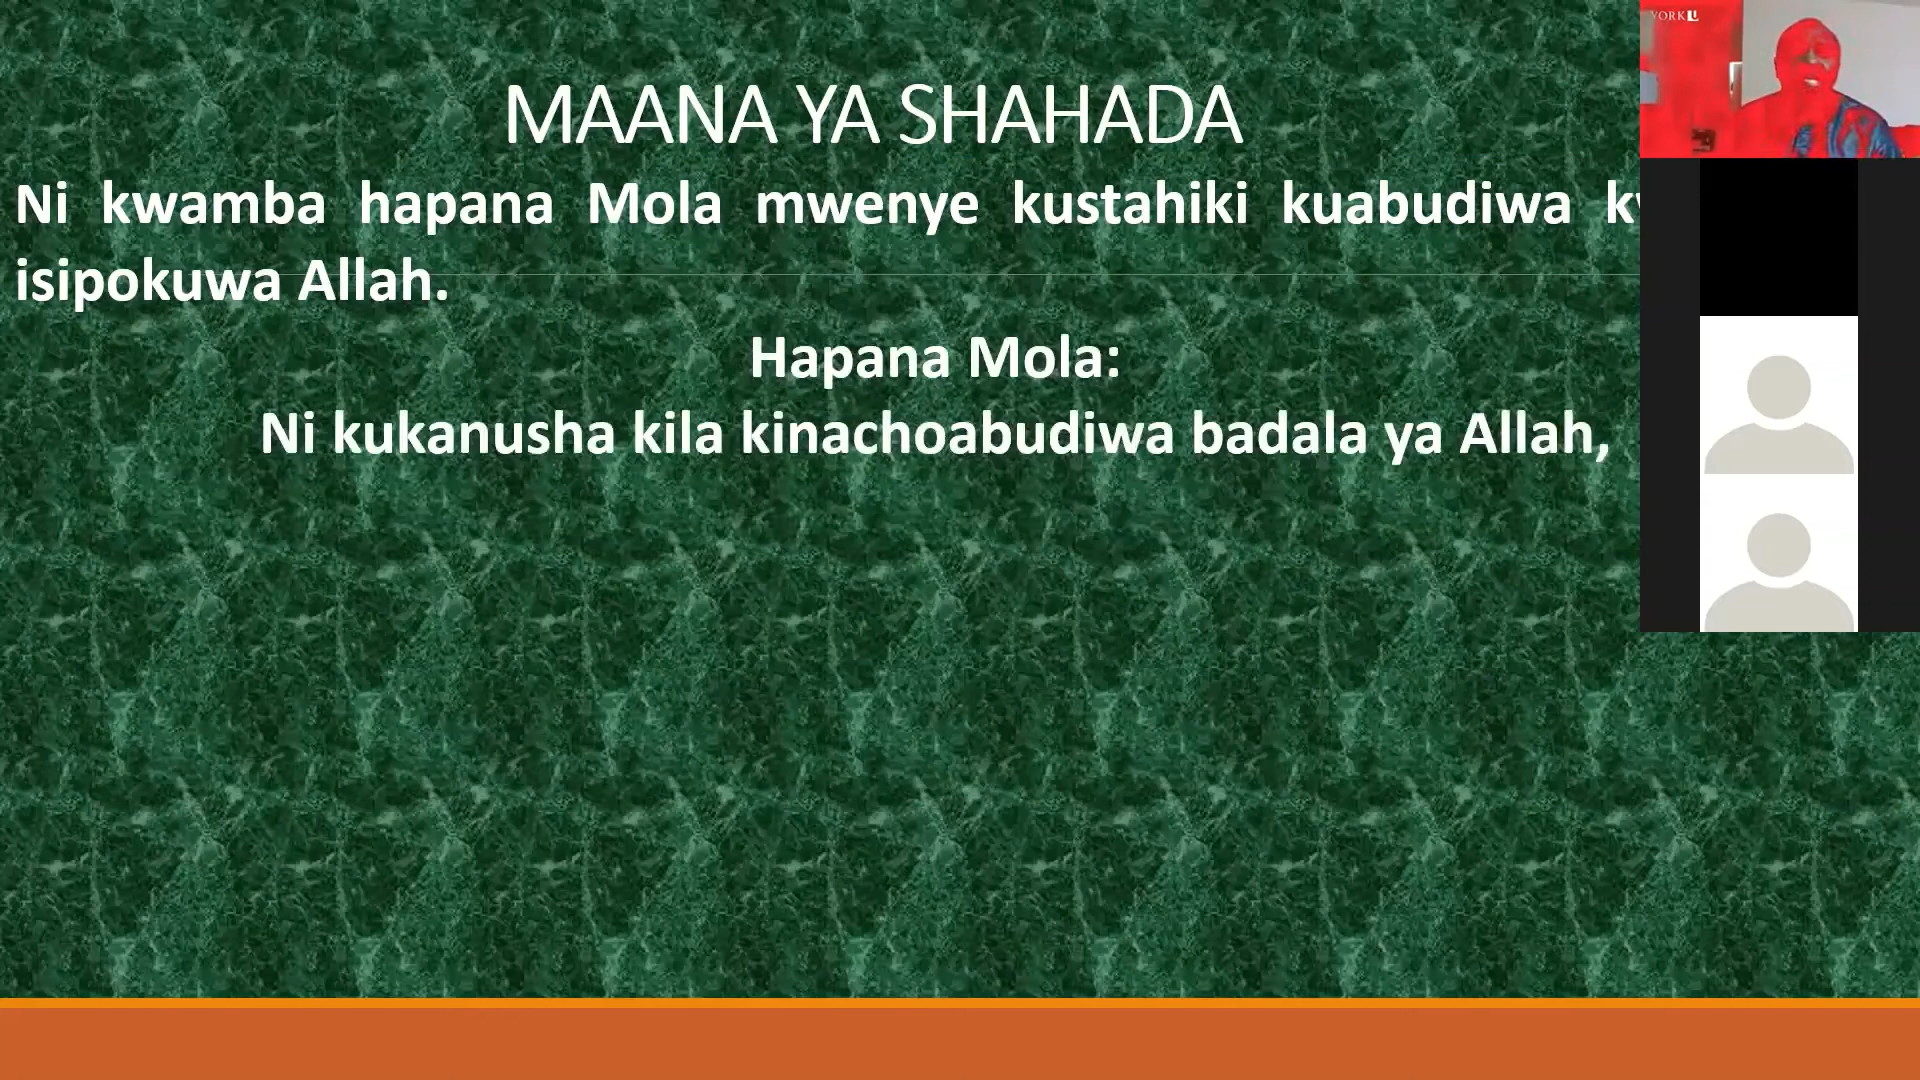 MAANA YA SHAHADA
Ni kwamba hapana Mola mwenye kustahiki kuabudiwa
isipokuwa Allah.
Hapana Mola:
Ni kukanusha kila kinachoabudiwa badala ya Allah,
YORK U